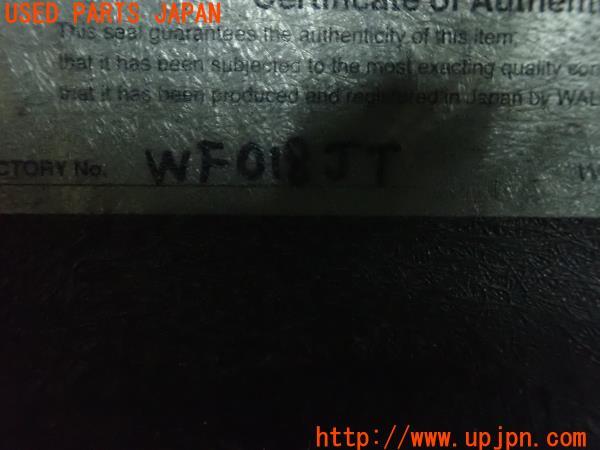 USED PARTS JAPAN
Certificate of Authenti
This seal guarantees the authenticity of this item:
that it has been subjected to the most exacting quality con
that it has been produced and registered in Japan by WAL
CTORY No. WF018JT W
http://www.upjpn.com/